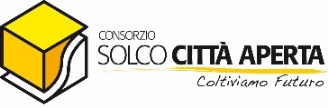 CONSORZIO
SOLCO CITTÀ APERTA
Coltiviamo Futuro